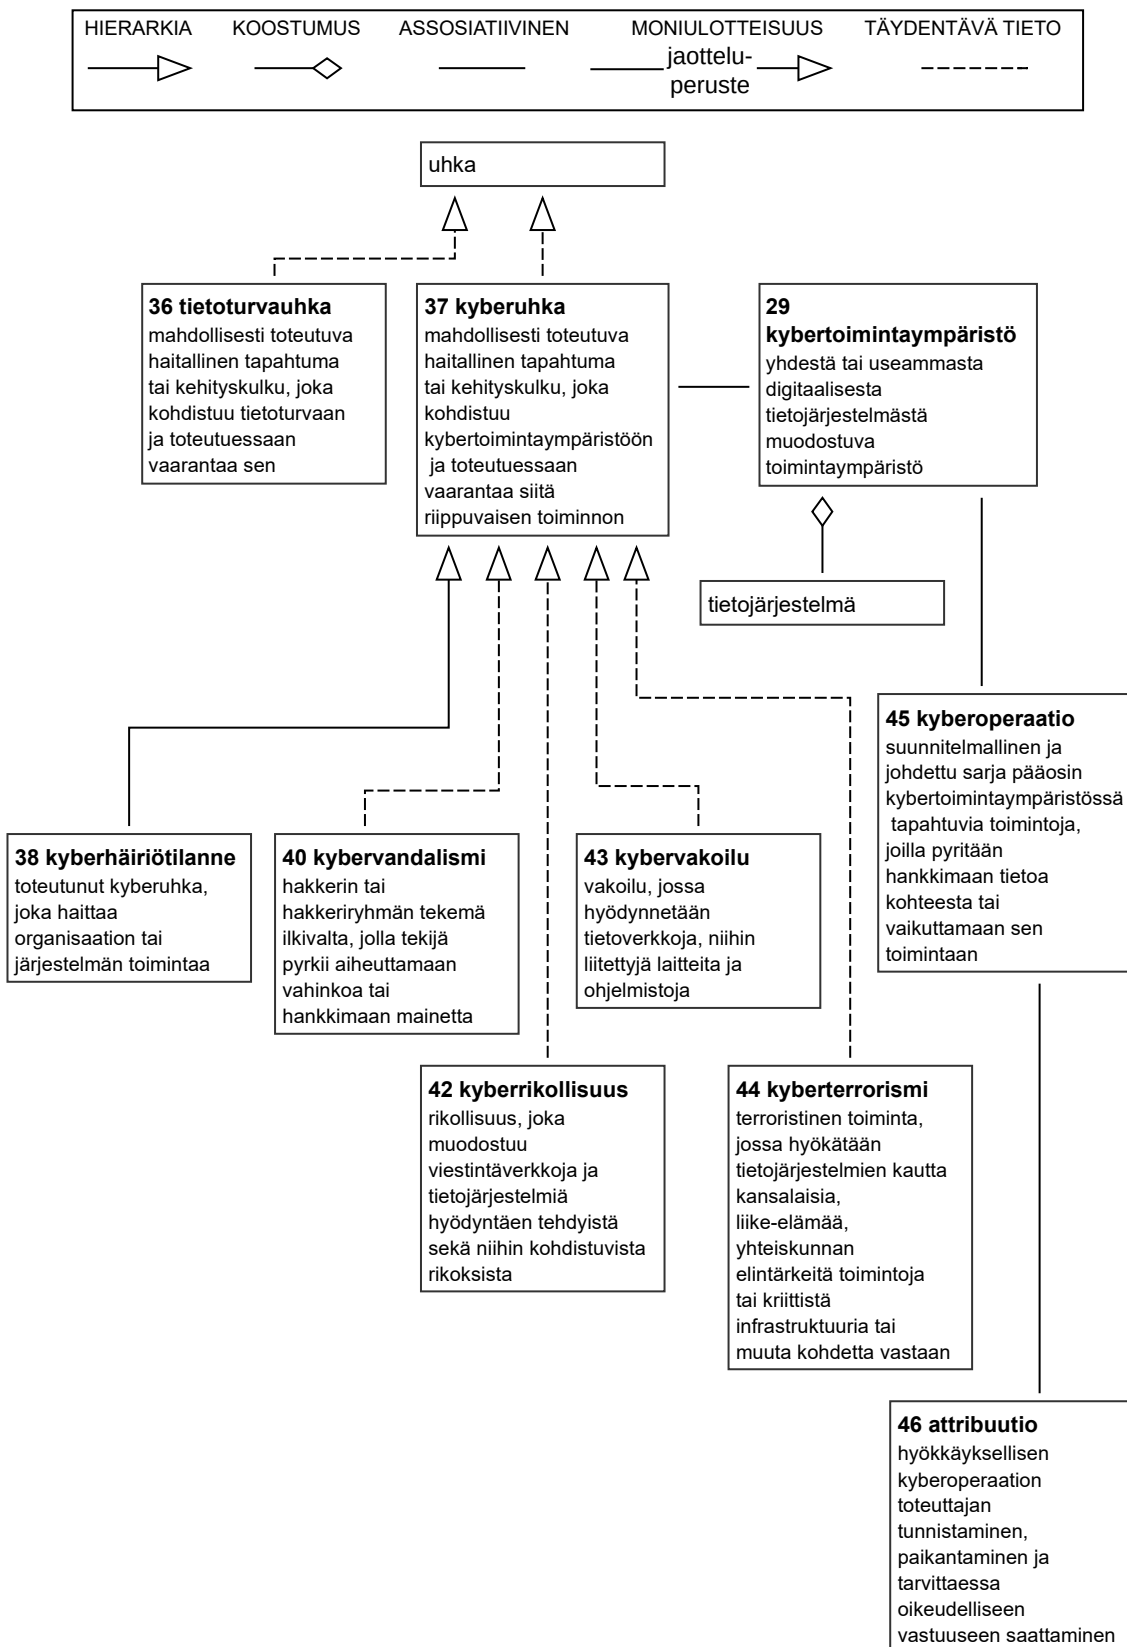 HIERARKIA KOOSTUMUS ASSOSIATIIVINEN MONIULOTTEISUUS TÄYDENTÄVÄ TIETO
jaottelu-
peruste
uhka
36 tietoturvauhka
mahdollisesti toteutuva
haitallinen tapahtuma
tai kehityskulku, joka
kohdistuu tietoturvaan
ja toteutuessaan
vaarantaa sen
37 kyberuhka
mahdollisesti toteutuva
haitallinen tapahtuma
tai kehityskulku, joka
kohdistuu
kybertoimintaympäristöön
ja toteutuessaan
vaarantaa siitä
riippuvaisen toiminnon
29
kybertoimintaympäristö
yhdestä tai useammasta
digitaalisesta
tietojärjestelmästä
muodostuva
toimintaympäristö
tietojärjestelmä
45 kyberoperaatio
suunnitelmallinen ja
johdettu sarja pääosin
kybertoimintaympäristössä
tapahtuvia toimintoja,
joilla pyritään
hankkimaan tietoa
kohteesta tai
vaikuttamaan sen
toimintaan
38 kyberhäiriötilanne
toteutunut kyberuhka,
joka haittaa
organisaation tai
järjestelmän toimintaa
40 kybervandalismi
hakkerin tai
hakkeriryhmän tekemä
ilkivalta, jolla tekijä
pyrkii aiheuttamaan
vahinkoa tai
hankkimaan mainetta
43 kybervakoilu
vakoilu, jossa
hyödynnetään
tietoverkkoja, niihin
liitettyjä laitteita ja
ohjelmistoja
42 kyberrikollisuus
rikollisuus, joka
muodostuu
viestintäverkkoja ja
tietojärjestelmiä
hyödyntäen tehdyistä
sekä niihin kohdistuvista
rikoksista
44 kyberterrorismi
terroristinen toiminta,
jossa hyökätään
tietojärjestelmien kautta
kansalaisia,
liike-elämää,
yhteiskunnan
elintärkeitä toimintoja
tai kriittistä
infrastruktuuria tai
muuta kohdetta vastaan
46 attribuutio
hyökkäyksellisen
kyberoperaation
toteuttajan
tunnistaminen,
paikantaminen ja
tarvittaessa
oikeudelliseen
vastuuseen saattaminen